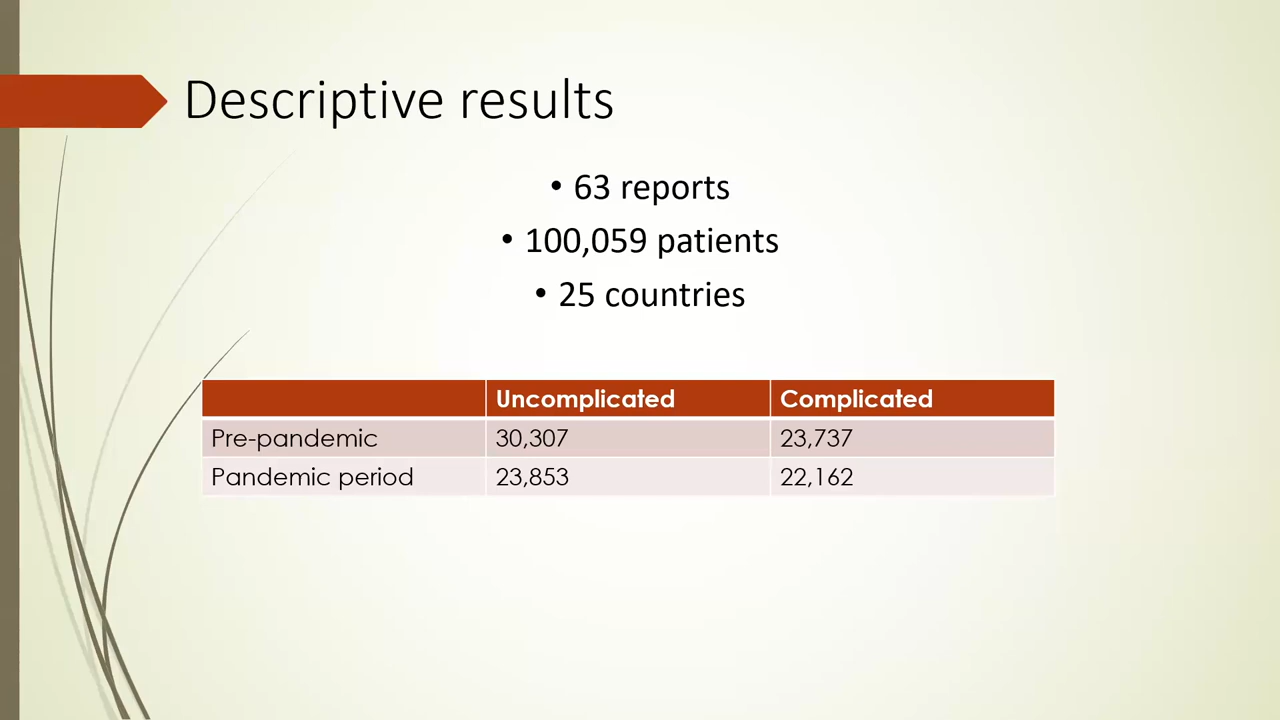 Descriptive results
• 63 reports
• 100,059 patients
• 25 countries
Uncomplicated Complicated
Pre-pandemic 30,307 23,737
Pandemic period 23,853 22,162